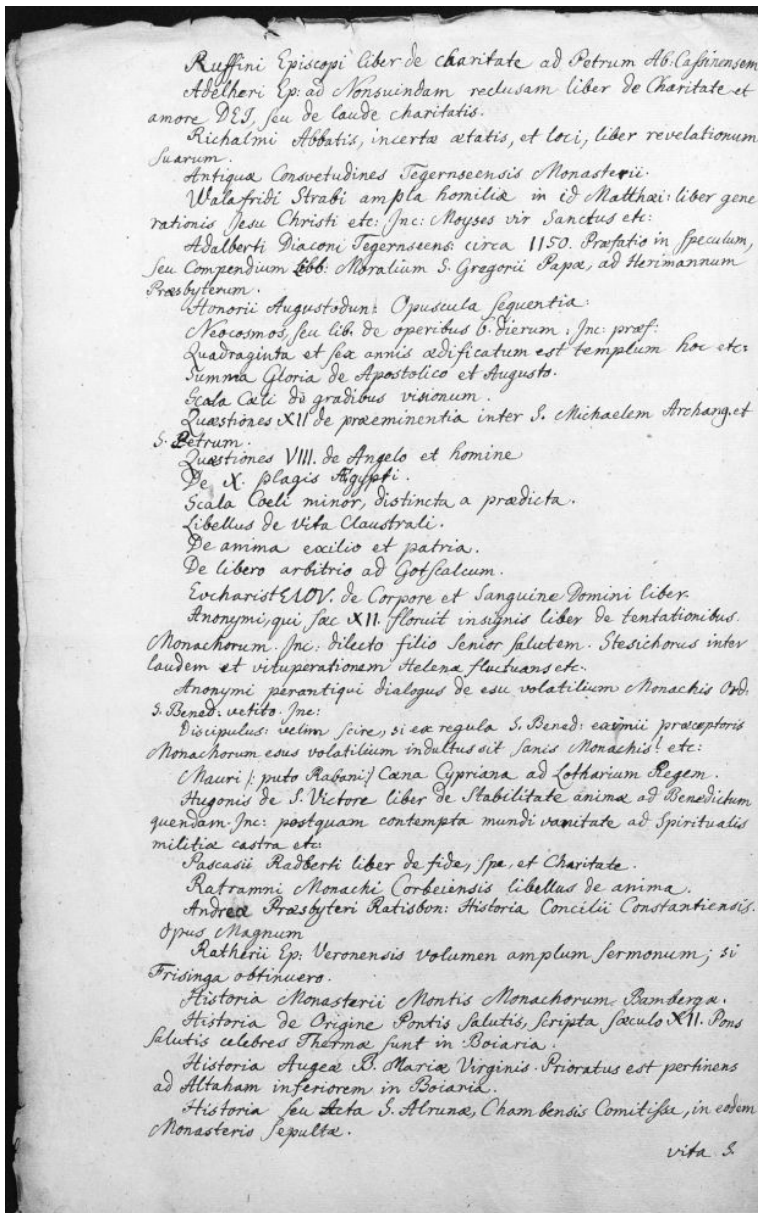 Ruffini Episcopi liber de charitate ad Petrum Ab: Cassinensem
Adelheri Ep: ad Nonsuindam reclusam liber de Charitate et
amore DEI, seu de laude charitatis.
Richalmi Abbatis, incertæ ætatis, et loci, liber revelationum
suarum.
Antiquæ Consvetudines Tegernseensis Monasterii.
Walafridi Strabi ampla homiliæ in id Matthæi: liber gene
rationis Jesu Christi etc: Inc: Moyses vir Sanctus etc:
Adalberti Diaconi Tegernseens: circa 1150. Præfatio in speculum,
seu Compendium libb: Moralium S. Gregorii Papæ, ad Herimannum
Præsbyterum.
Honorii Augustodun: Opuscula sequentia:
Neocosmos, seu lib. de operibus 6. dierum: Inc: præf:
Quadraginta et sex annis ædificatum est templum hoc etc:
Summa Gloria de Apostolico et Augusto.
Scala Cœli de gradibus visionum.
Quæstiones XII de præeminentia inter S. Michaelem Archang. et
S. Petrum.
Quæstiones VIII. de Angelo et homine
De X. plagis Ægypti.
Scala Cœli minor, distincta a prædicta.
Libellus de vita Claustrali.
De anima exilio et patria.
De libero arbitrio ad Gotscalcum.
EvcharistEION. de Corpore et Sanguine Domini liber.
Anonymi, qui sæc XII. floruit insignis liber de tentationibus
Monachorum. Inc: dilecto filio Senior salutem. Stesichorus inter
laudem et vituperationem Helenæ fluctuans etc:
Anonymi perantiqui dialogus de esu volatilium Monachis Ord:
S. Bened: vetito. Inc:
Discipulus: velim scire, si ex regula S. Bened: eximii præceptoris
Monachorum esus volatilium indultus sit sanis Monachis! etc:
Mauri (: puto Rabani :) Cæna Cypriana ad Lotharium Regem.
Hugonis de S. Victore liber de Stabilitate animæ ad Benedictum
quendam. Inc: postquam contempta mundi vanitate ad Spiritualis
militiæ castra etc:
Pascasii Radberti liber de fide, spe, et Charitate.
Ratramni Monachi Corbeiensis libellus de anima.
Andreæ Præsbyteri Ratisbon: Historia Concilii Constantiensis.
Opus Magnum
Ratherii Ep: Veronensis volumen amplum sermonum; si
Frisinga obtinuero.
Historia Monasterii Montis Monachorum Bambergæ.
Historia de Origine Pontis Salutis, scripta sæculo XII. Pons
salutis celebres Thermæ sunt in Boiaria.
Historia Augeæ B. Mariæ Virginis. Prioratus est pertinens
ad Altaham inferiorem in Boiaria.
Historia seu Acta S. Alrunæ, Chambensis Comitissæ, in eodem
Monasterio sepultæ.
vita S.